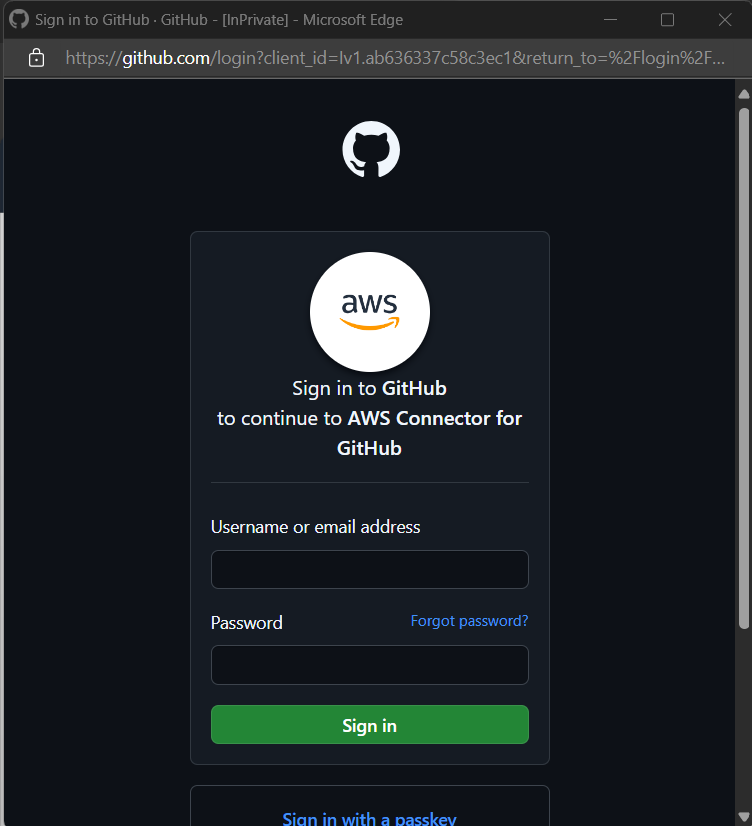 Sign in to GitHub · GitHub - [InPrivate] - Microsoft Edge
https://github.com/login?client_id=Iv1.ab636337c58c3ec1&return_to=%2Flogin%2F...
aws
Sign in to GitHub
to continue to AWS Connector for
GitHub
Username or email address
Password
Forgot password?
Sign in
Sign in with a passkey